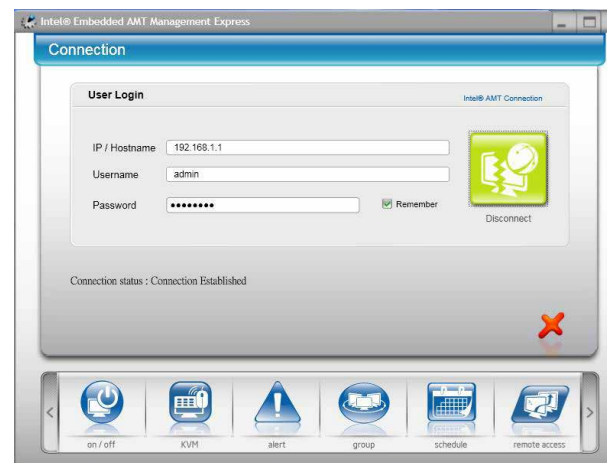 Intel® Embedded AMT Management Express
Connection
User Login
Intel® AMT Connection
IP / Hostname 192.168.1.1
Username admin
Password ••••••••
Remember
Disconnect
Connection status : Connection Established
on / off KVM alert group schedule remote access